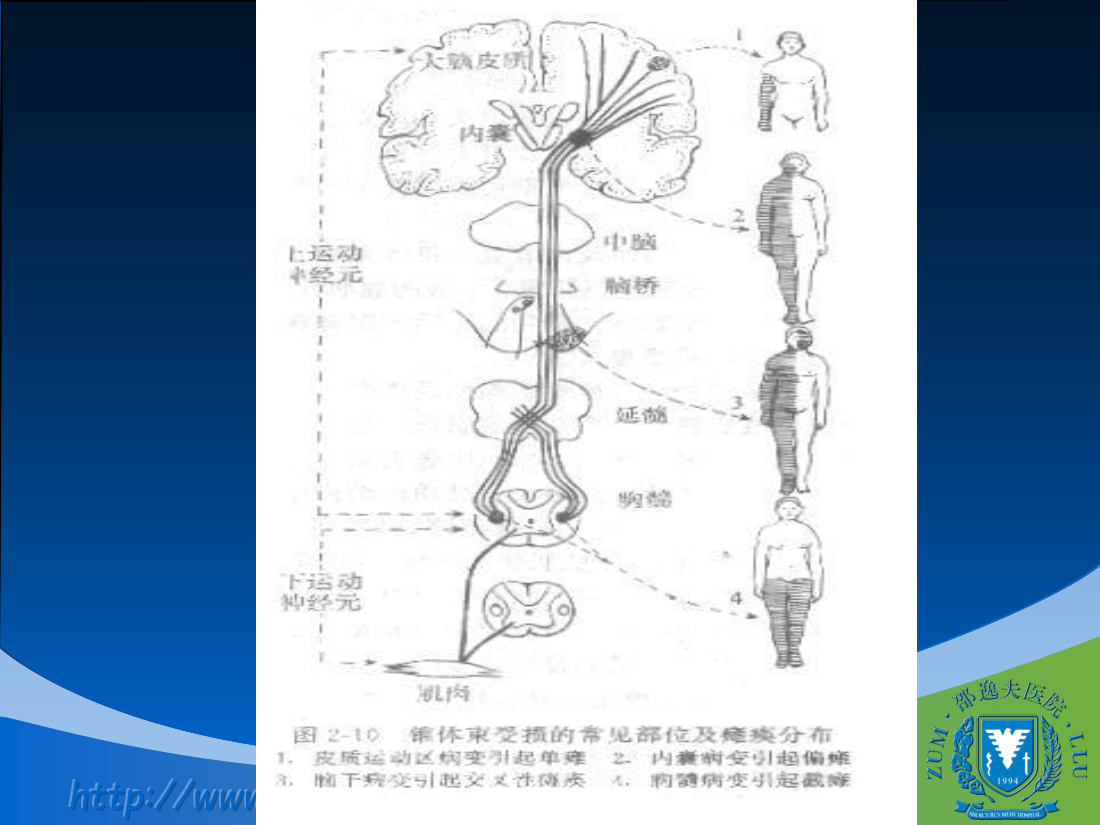 大脑皮质
1
内囊
2
中脑
上运动
神经元
脑桥
3
延髓
胸髓
4
下运动
神经元
肌肉
图 2-10 锥体束受损的常见部位及瘫痪分布
1. 皮质运动区病变引起单瘫 2. 内囊病变引起偏瘫
3. 脑干病变引起交叉性瘫痪 4. 胸髓病变引起截瘫
http://www
ZUM · 邵逸夫医院 · LLU
1994
SIR RUN RUN SHAW HOSPITAL